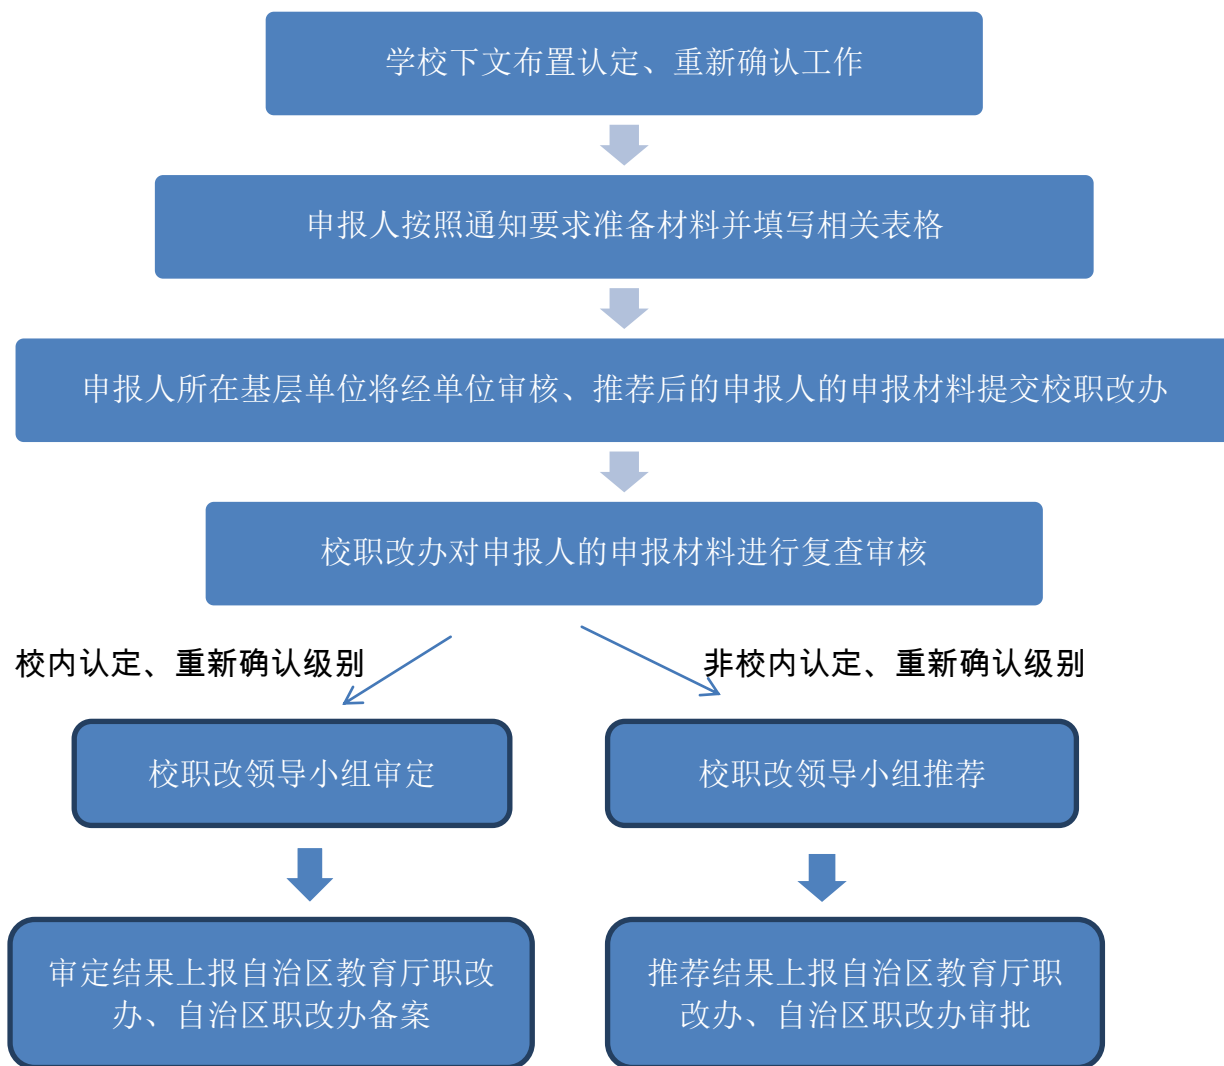 学校下文布置认定、重新确认工作
申报人按照通知要求准备材料并填写相关表格
申报人所在基层单位将经单位审核、推荐后的申报人的申报材料提交校职改办
校职改办对申报人的申报材料进行复查审核
校内认定、重新确认级别
非校内认定、重新确认级别
校职改领导小组审定
校职改领导小组推荐
审定结果上报自治区教育厅职改
办、自治区职改办备案
推荐结果上报自治区教育厅职
改办、自治区职改办审批